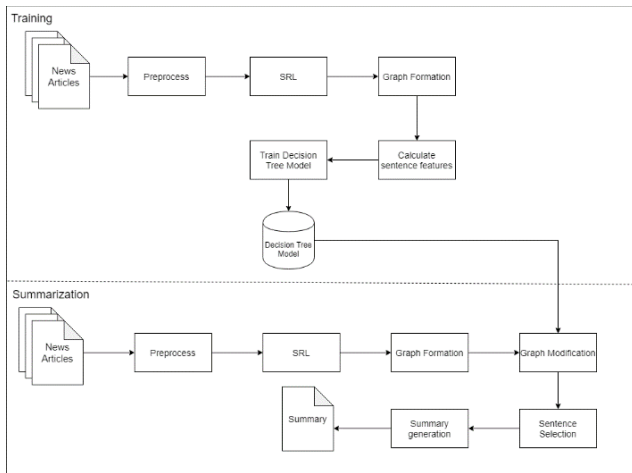 Training
News
Articles
Preprocess
SRL
Graph Formation
Train Decision
Tree Model
Calculate
sentence features
Decision Tree
Model
Summarization
News
Articles
Preprocess
SRL
Graph Formation
Graph Modification
Summary
Summary
generation
Sentence
Selection